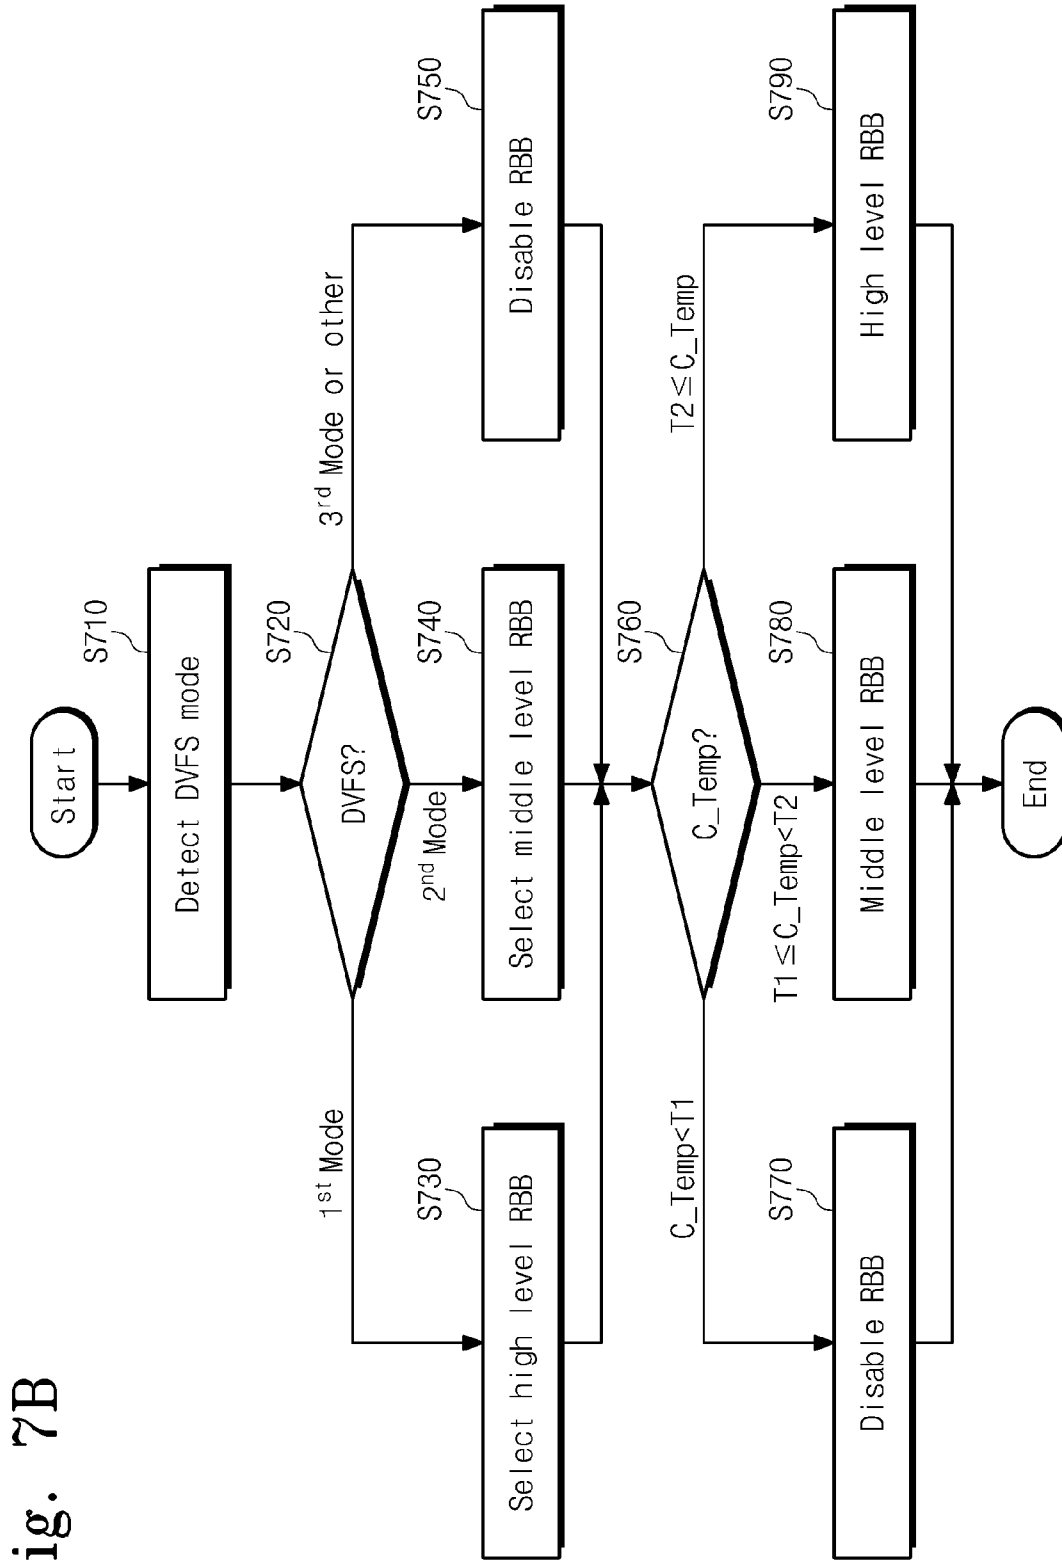 ig. 7B
Start
S710
Detect DVFS mode
S720
DVFS?
1st Mode
2nd Mode
3rd Mode or other
S730
Select high level RBB
S740
Select middle level RBB
S750
Disable RBB
S760
C_Temp?
C_Temp<T1
T1≤C_Temp<T2
T2≤C_Temp
S770
Disable RBB
S780
Middle level RBB
S790
High level RBB
End